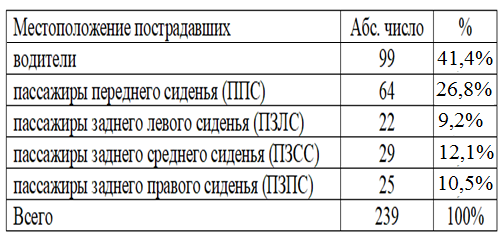 Местоположение пострадавших Абс. число %
водители 99 41,4%
пассажиры переднего сиденья (ППС) 64 26,8%
пассажиры заднего левого сиденья (ПЗЛС) 22 9,2%
пассажиры заднего среднего сиденья (ПЗСС) 29 12,1%
пассажиры заднего правого сиденья (ПЗПС) 25 10,5%
Всего 239 100%